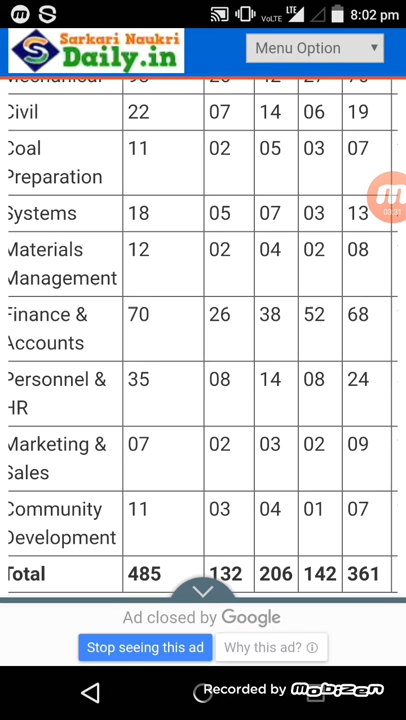 VoLTE LTE 8:02 pm
Sarkari Naukri
Daily.in
Menu Option
Civil 22 07 14 06 19
Coal Preparation 11 02 05 03 07
Systems 18 05 07 03 13
Materials Management 12 02 04 02 08
03:31
Finance & Accounts 70 26 38 52 68
Personnel & HR 35 08 14 08 24
Marketing & Sales 07 02 03 02 09
Community Development 11 03 04 01 07
Total 485 132 206 142 361
Ad closed by Google
Stop seeing this ad Why this ad?
Recorded by MOBIZEN